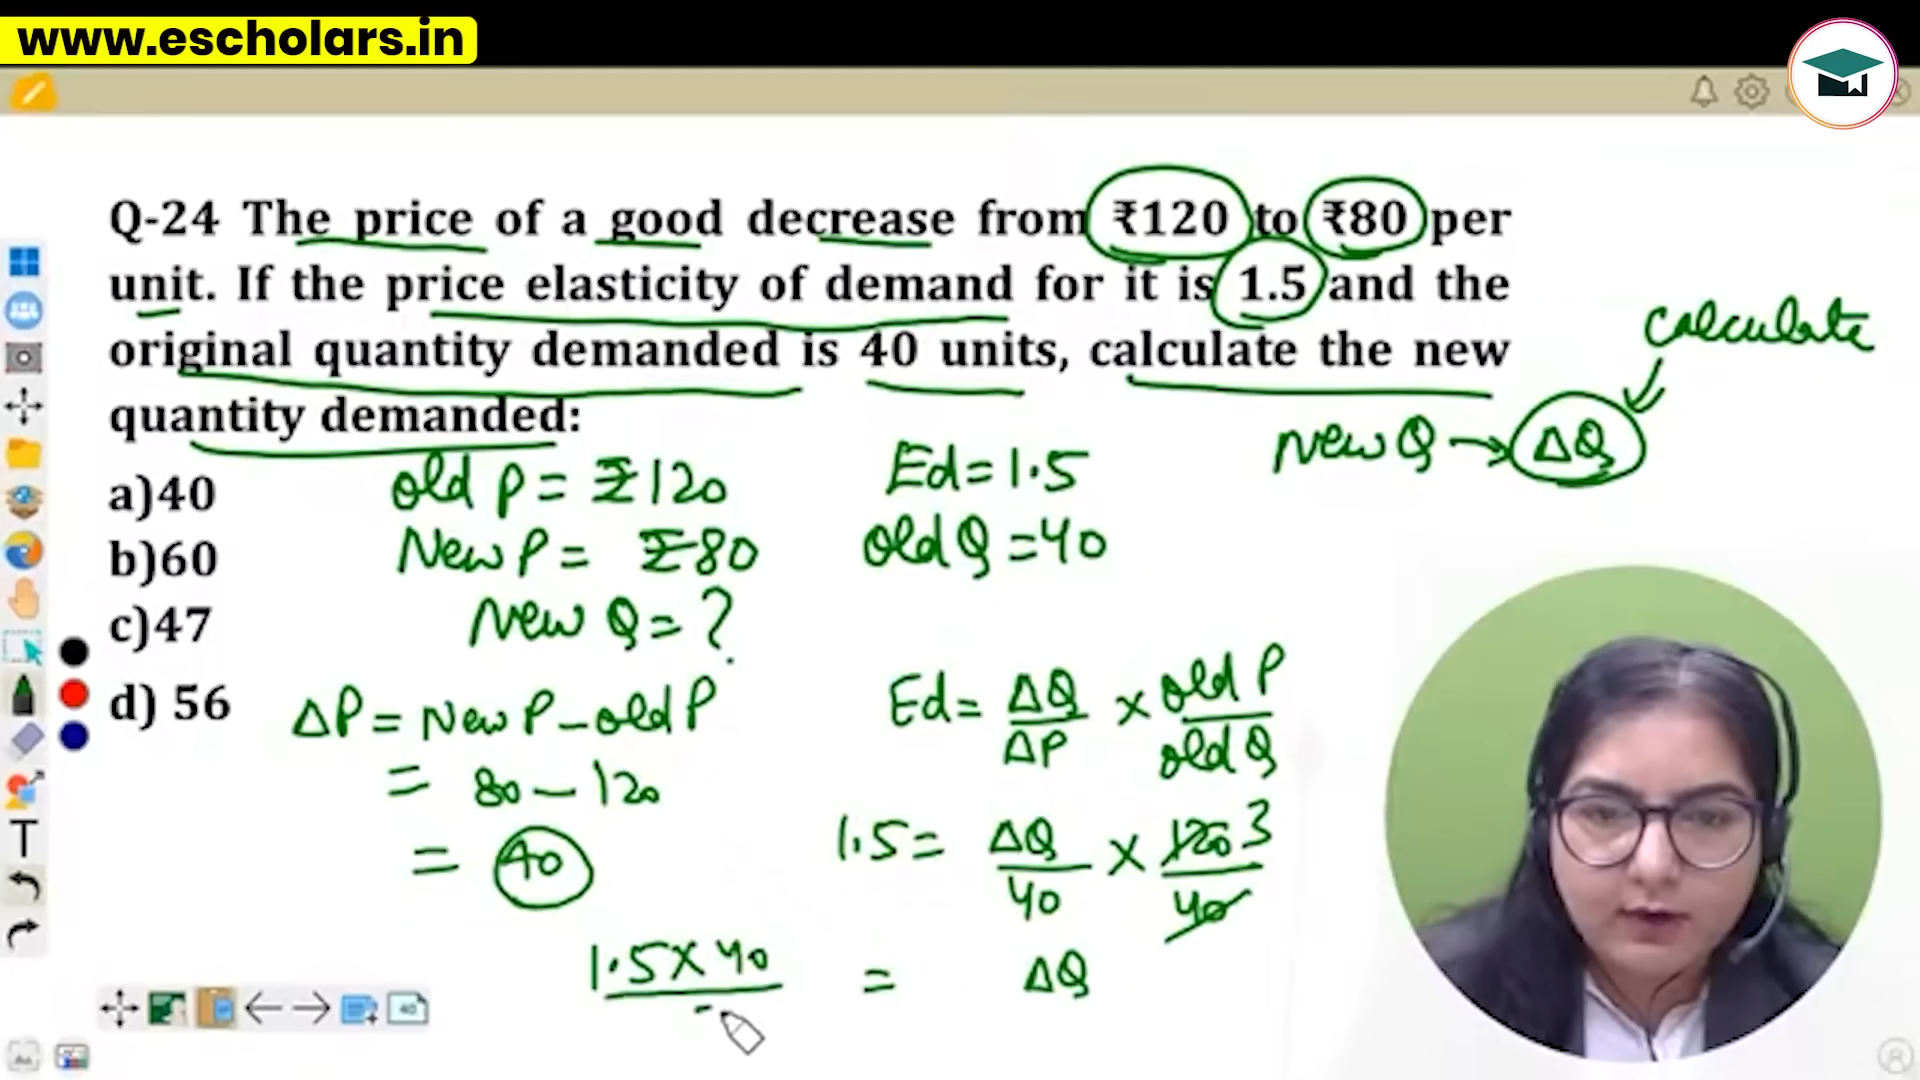 www.escholars.in
Q-24 The price of a good decrease from ₹120 to ₹80 per
unit. If the price elasticity of demand for it is 1.5 and the
original quantity demanded is 40 units, calculate the new
quantity demanded:
calculate
New Q → ΔQ
a)40
b)60
c)47
d) 56
old P = ₹120
New P = ₹80
New Q = ?
Ed = 1.5
old Q = 40
ΔP = New P - old P
= 80 - 120
= 40
Ed = ΔQ/ΔP × old P/old Q
1.5 = ΔQ/40 × 120 3/40
1.5 × 40 = ΔQ